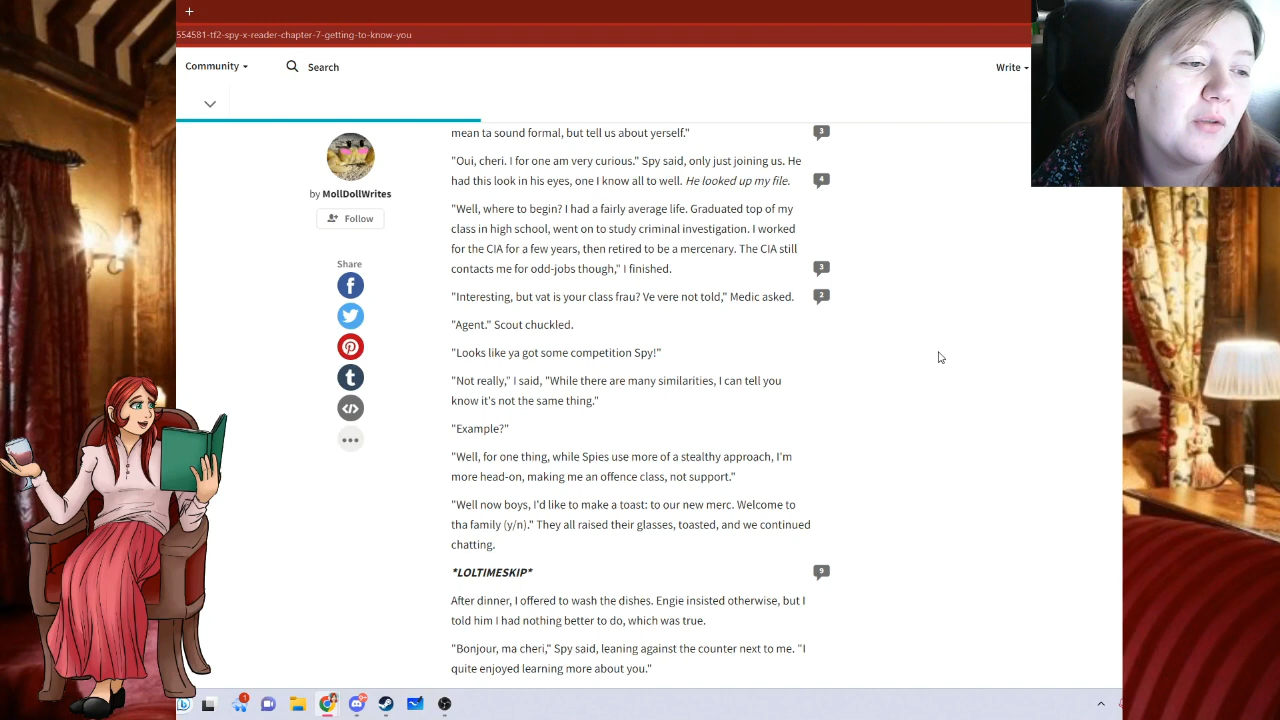 +
554581-tf2-spy-x-reader-chapter-7-getting-to-know-you
Community
Search
Write
by MollDollWrites
Follow
Share
mean ta sound formal, but tell us about yerself."
3
"Oui, cheri. I for one am very curious." Spy said, only just joining us. He
had this look in his eyes, one I know all to well. He looked up my file.
4
"Well, where to begin? I had a fairly average life. Graduated top of my
class in high school, went on to study criminal investigation. I worked
for the CIA for a few years, then retired to be a mercenary. The CIA still
contacts me for odd-jobs though," I finished.
3
"Interesting, but vat is your class frau? Ve vere not told," Medic asked.
2
"Agent." Scout chuckled.
"Looks like ya got some competition Spy!"
"Not really," I said, "While there are many similarities, I can tell you
know it's not the same thing."
"Example?"
"Well, for one thing, while Spies use more of a stealthy approach, I'm
more head-on, making me an offence class, not support."
"Well now boys, I'd like to make a toast: to our new merc. Welcome to
tha family (y/n)." They all raised their glasses, toasted, and we continued
chatting.
*LOLTIMESKIP*
9
After dinner, I offered to wash the dishes. Engie insisted otherwise, but I
told him I had nothing better to do, which was true.
"Bonjour, ma cheri," Spy said, leaning against the counter next to me. "I
quite enjoyed learning more about you."